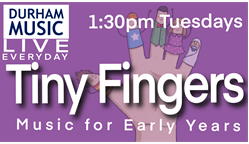 DURHAM
MUSIC
LIVE
EVERYDAY
1:30pm Tuesdays
Tiny Fingers
Music for Early Years